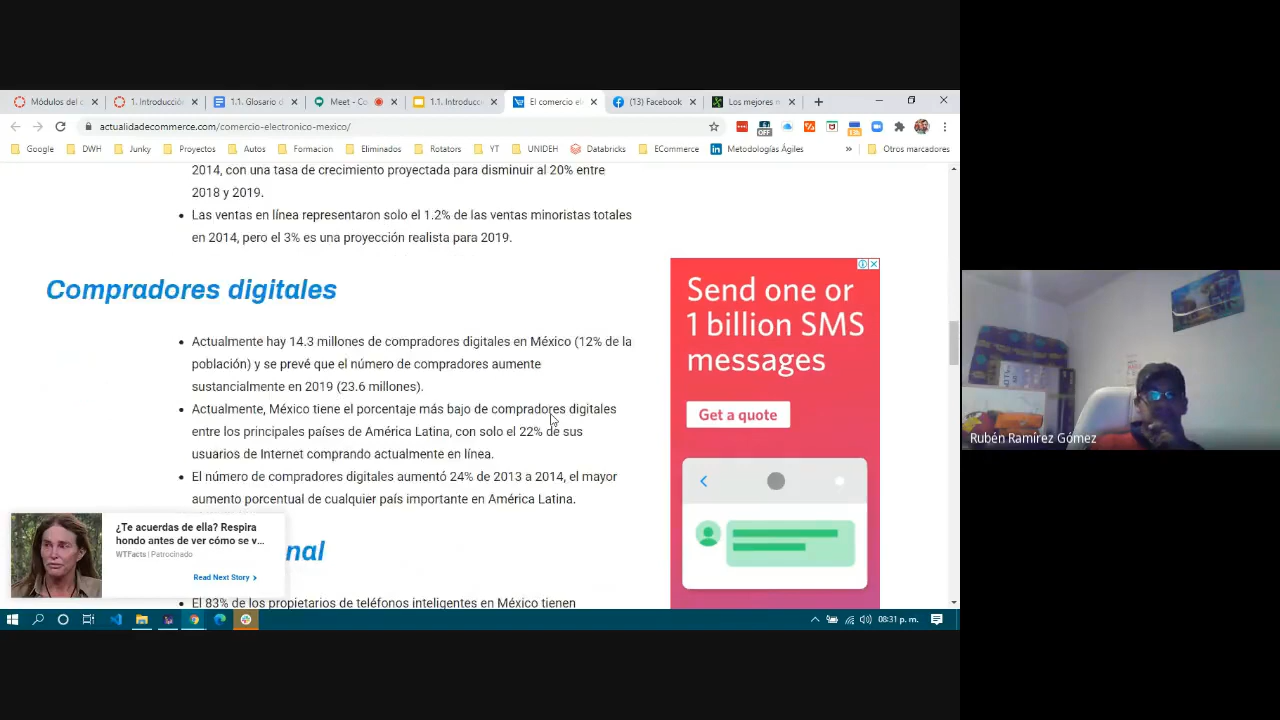 Módulos del c
1. Introducción
1.1. Glosario d
Meet - Co
1.1. Introducc
El comercio ele
(13) Facebook
Los mejores m
actualidadecommerce.com/comercio-electronico-mexico/
OFF
Google
DWH
Junky
Proyectos
Autos
Formacion
Eliminados
Rotators
YT
UNIDEH
Databricks
ECommerce
Metodologías Ágiles
»
Otros marcadores
2014, con una tasa de crecimiento proyectada para disminuir al 20% entre
2018 y 2019.
Las ventas en línea representaron solo el 1.2% de las ventas minoristas totales
en 2014, pero el 3% es una proyección realista para 2019.
Compradores digitales
Actualmente hay 14.3 millones de compradores digitales en México (12% de la
población) y se prevé que el número de compradores aumente
sustancialmente en 2019 (23.6 millones).
Actualmente, México tiene el porcentaje más bajo de compradores digitales
entre los principales países de América Latina, con solo el 22% de sus
usuarios de Internet comprando actualmente en línea.
El número de compradores digitales aumentó 24% de 2013 a 2014, el mayor
aumento porcentual de cualquier país importante en América Latina.
nal
El 83% de los propietarios de teléfonos inteligentes en México tienen
¿Te acuerdas de ella? Respira
hondo antes de ver cómo se v...
WTFacts | Patrocinado
Read Next Story
Send one or
1 billion SMS
messages
Get a quote
Rubén Ramírez Gómez
08:31 p. m.